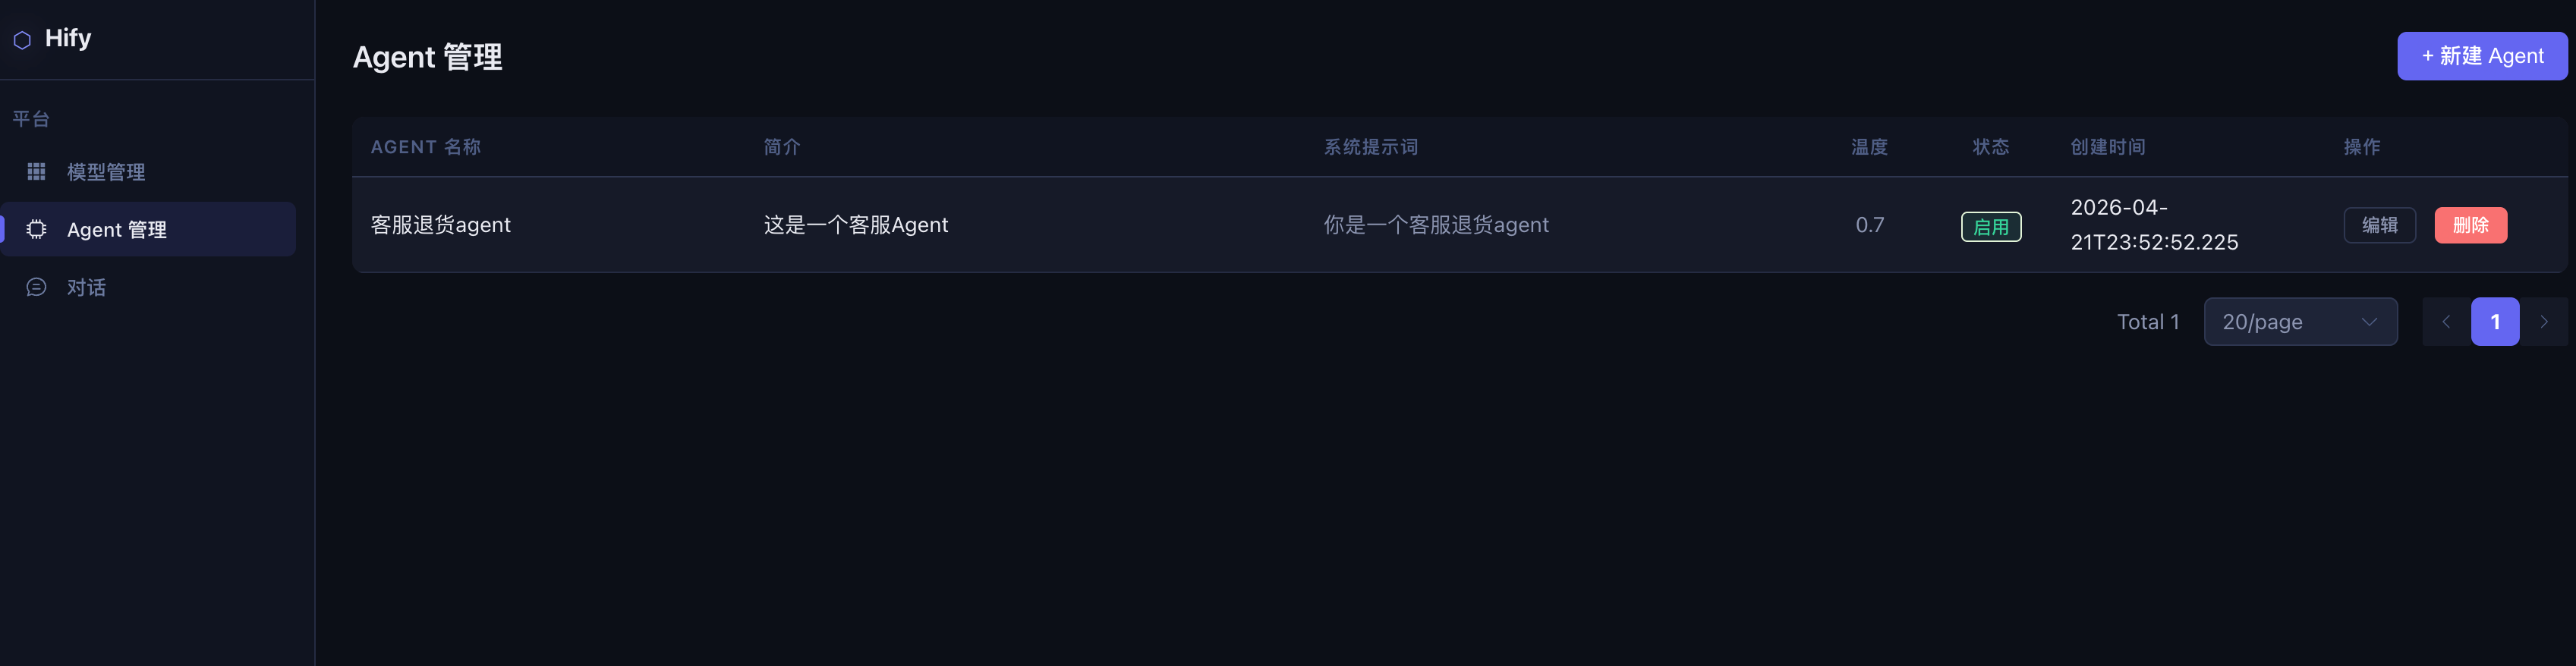 Hify
平台
模型管理
Agent 管理
对话
Agent 管理
+ 新建 Agent
AGENT 名称 简介 系统提示词 温度 状态 创建时间 操作
客服退货agent 这是一个客服Agent 你是一个客服退货agent 0.7 启用 2026-04-
21T23:52:52.225 编辑 删除
Total 1 20/page 1